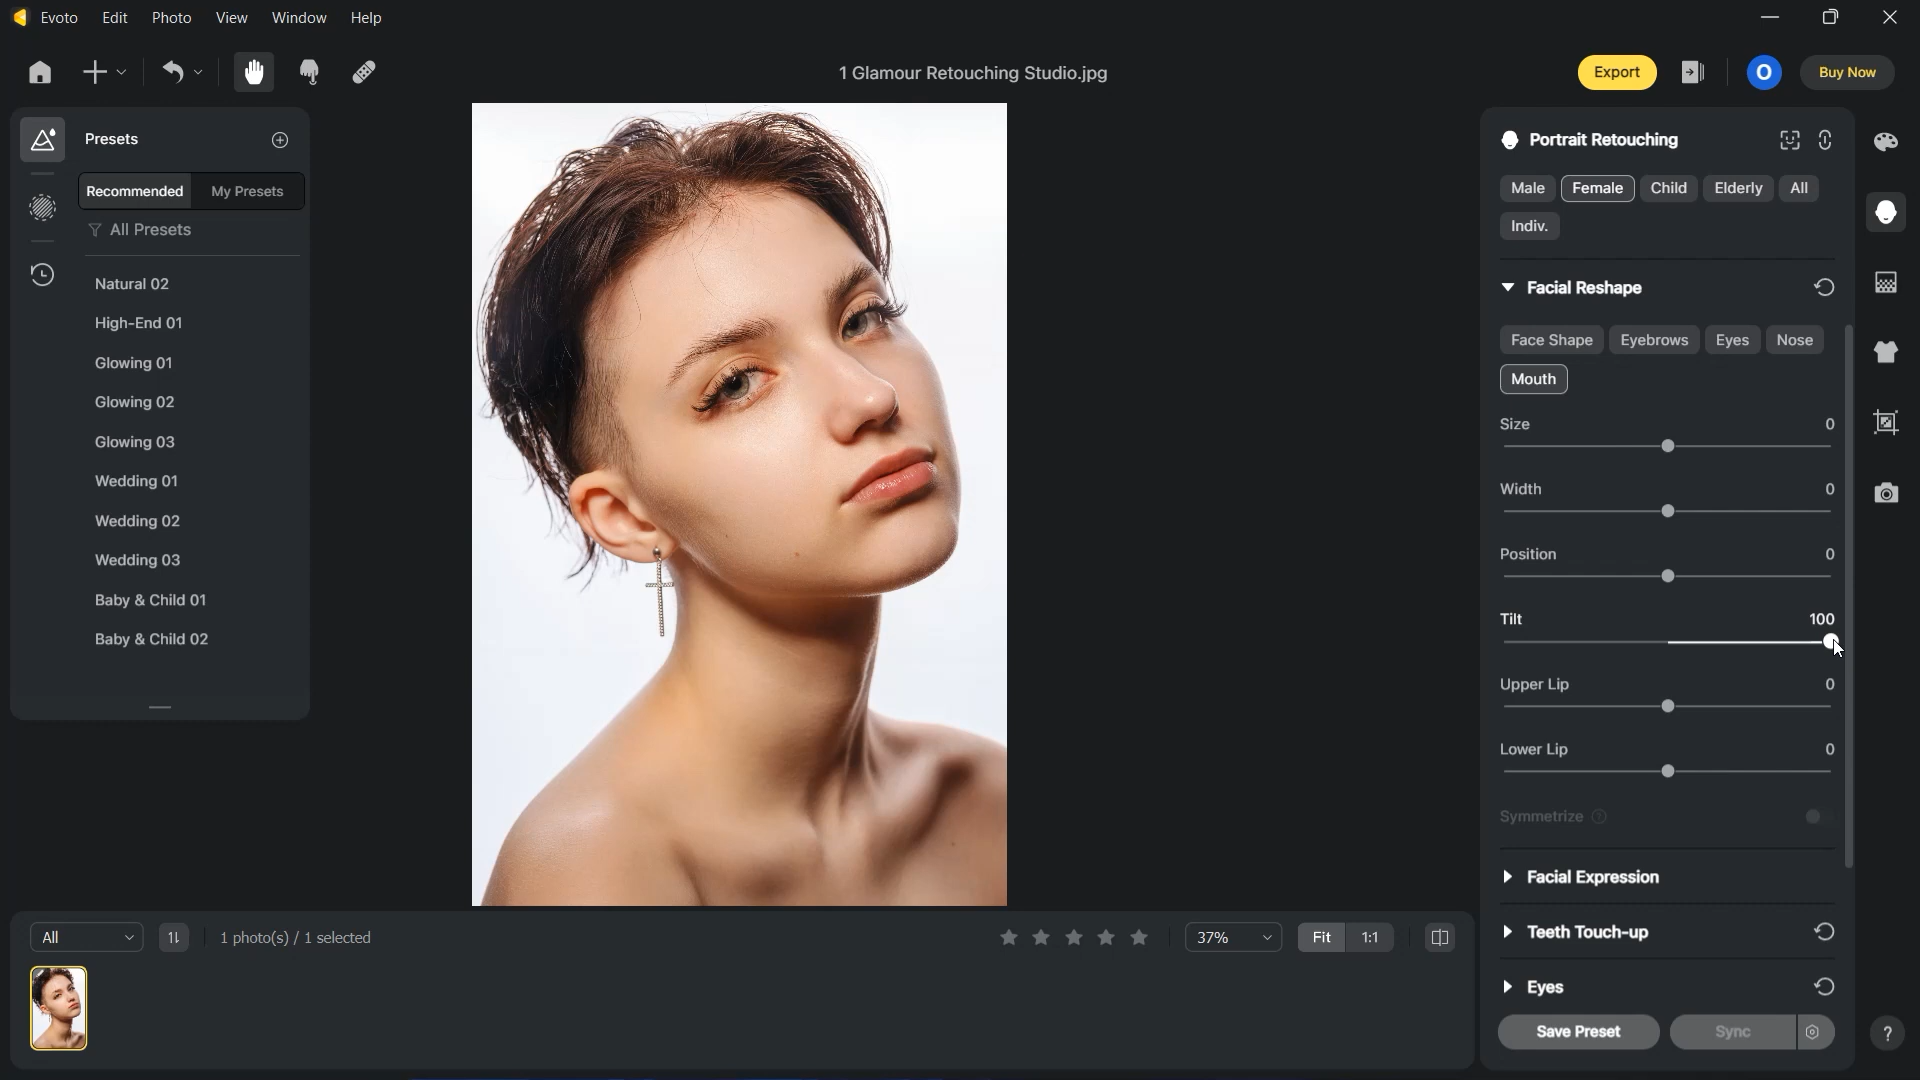 Evoto Edit Photo View Window Help
1 Glamour Retouching Studio.jpg
Export
O
Buy Now
Presets
Recommended My Presets
All Presets
Natural 02
High-End 01
Glowing 01
Glowing 02
Glowing 03
Wedding 01
Wedding 02
Wedding 03
Baby & Child 01
Baby & Child 02
Portrait Retouching
Male Female Child Elderly All
Indiv.
Facial Reshape
Face Shape Eyebrows Eyes Nose
Mouth
Size 0
Width 0
Position 0
Tilt 100
Upper Lip 0
Lower Lip 0
Symmetrize ?
Facial Expression
Teeth Touch-up
Eyes
Save Preset Sync
?
All 1 photo(s) / 1 selected 37% Fit 1:1